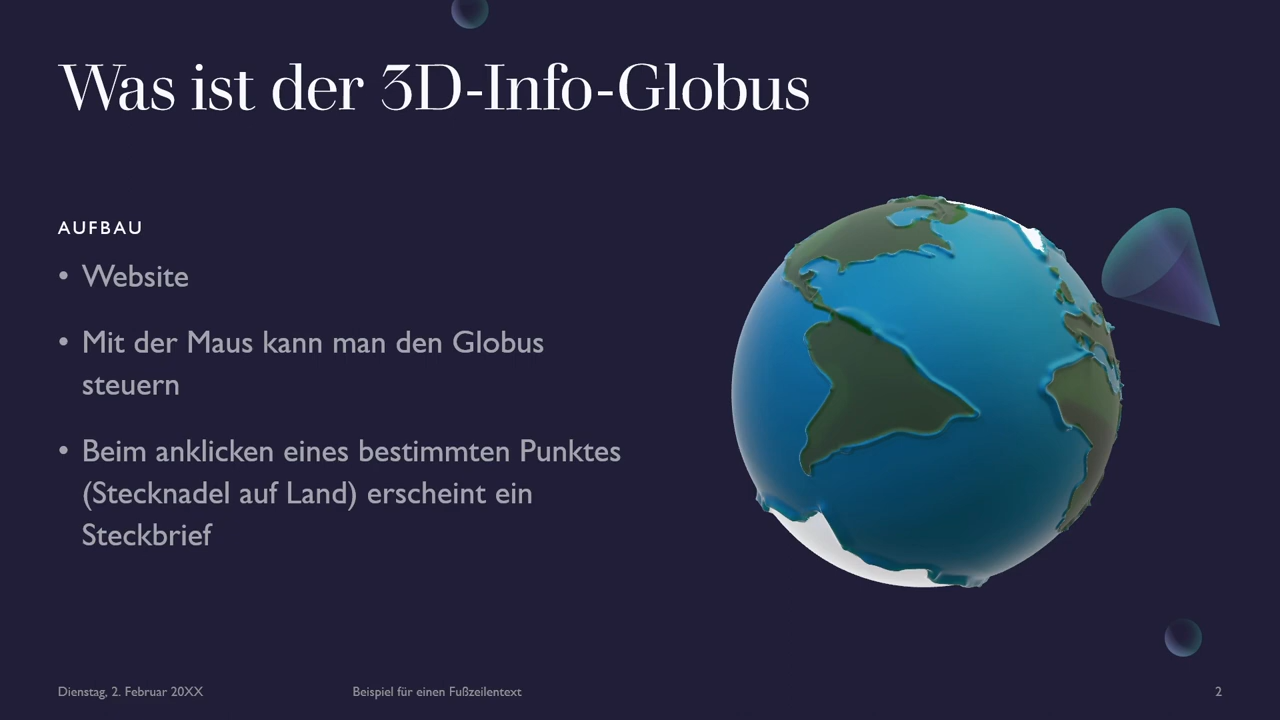 Was ist der 3D-Info-Globus
AUFBAU
• Website
• Mit der Maus kann man den Globus
steuern
• Beim anklicken eines bestimmten Punktes
(Stecknadel auf Land) erscheint ein
Steckbrief
Dienstag, 2. Februar 20XX
Beispiel für einen Fußzeilentext
2